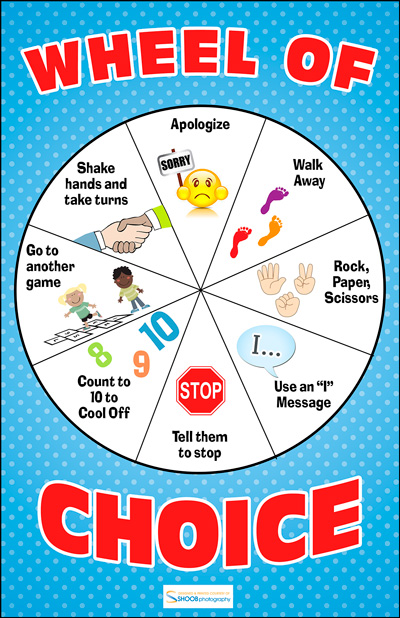 WHEEL OF
Apologize
SORRY
Walk
Away
Rock,
Paper,
Scissors
I...
Use an “I”
Message
STOP
Tell them
to stop
8
9
10
Count to
10 to
Cool Off
Go to
another
game
Shake
hands and
take turns
CHOICE
SHOOB photography